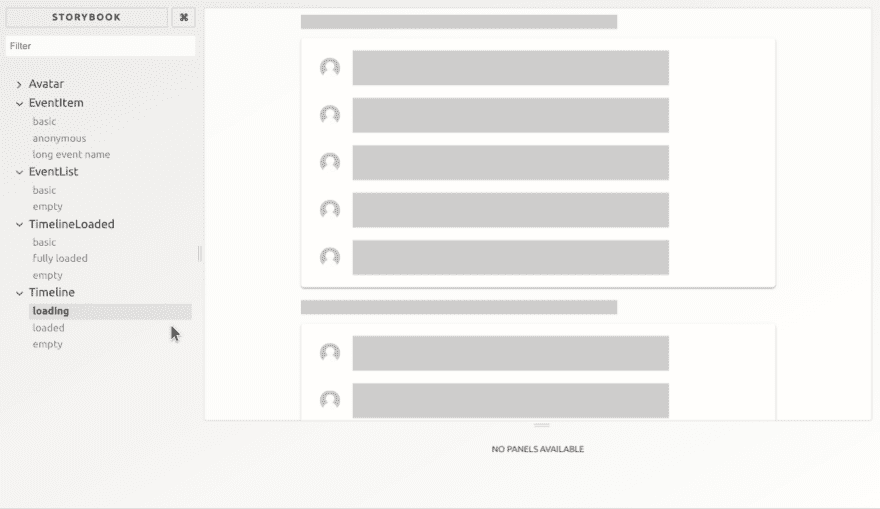 STORYBOOK
⌘
Filter
Avatar
EventItem
basic
anonymous
long event name
EventList
basic
empty
TimelineLoaded
basic
fully loaded
empty
Timeline
loading
loaded
empty
NO PANELS AVAILABLE